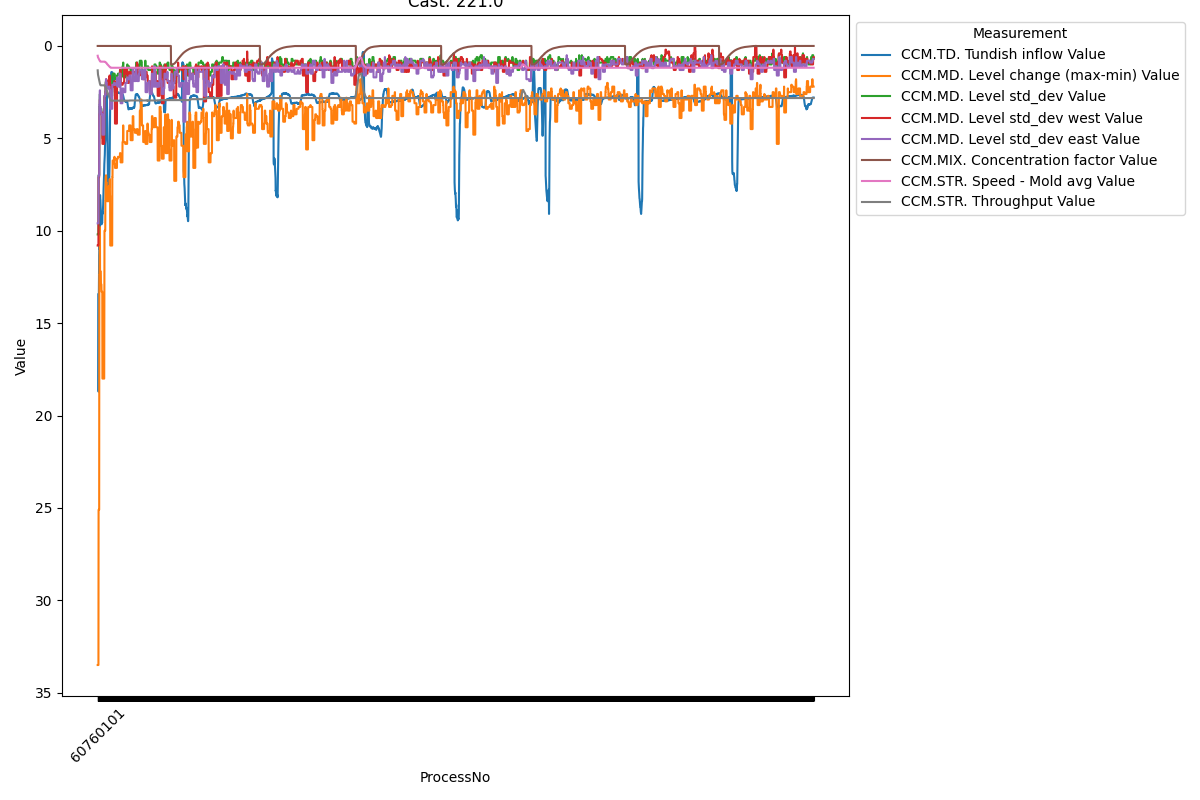 Cast: 221.0
Measurement
CCM.TD. Tundish inflow Value
CCM.MD. Level change (max-min) Value
CCM.MD. Level std_dev Value
CCM.MD. Level std_dev west Value
CCM.MD. Level std_dev east Value
CCM.MIX. Concentration factor Value
CCM.STR. Speed - Mold avg Value
CCM.STR. Throughput Value
0
5
10
15
20
25
30
35
Value
60760101
ProcessNo